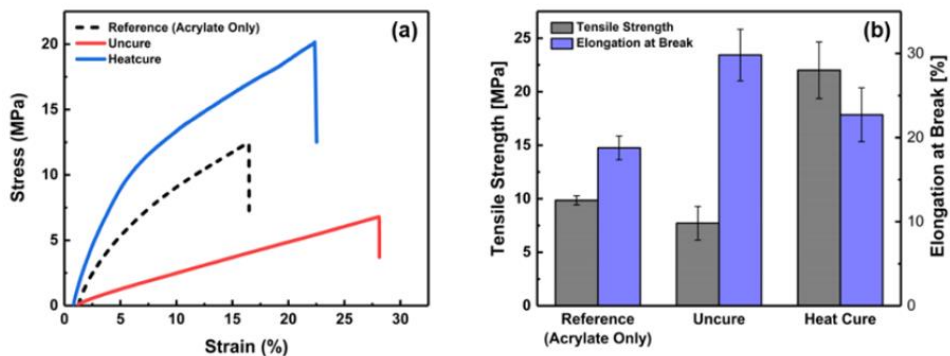 Reference (Acrylate Only)
Uncure
Heatcure
(a)
20
15
10
5
0
Stress (MPa)
0 5 10 15 20 25 30
Strain (%)
Tensile Strength
Elongation at Break
(b)
25
20
15
10
5
0
Tensile Strength [MPa]
30
20
10
0
Elongation at Break [%]
Reference Uncure Heat Cure
(Acrylate Only)